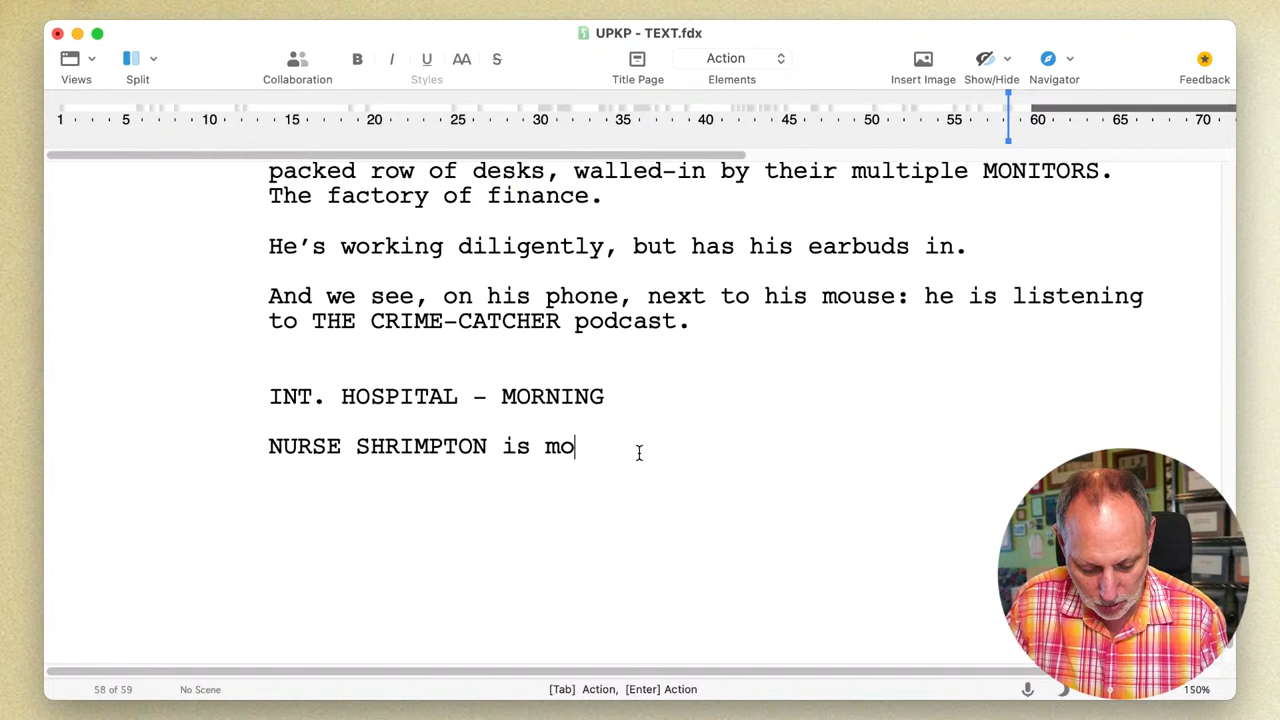 UPKP - TEXT.fdx
B I U AA S Action
Views Split Collaboration Styles Title Page Elements Insert Image Show/Hide Navigator Feedback
1 5 10 15 20 25 30 35 40 45 50 55 60 65 70
packed row of desks, walled-in by their multiple MONITORS.
The factory of finance.
He’s working diligently, but has his earbuds in.
And we see, on his phone, next to his mouse: he is listening
to THE CRIME-CATCHER podcast.
INT. HOSPITAL - MORNING
NURSE SHRIMPTON is mo
58 of 59 No Scene [Tab] Action, [Enter] Action 150%